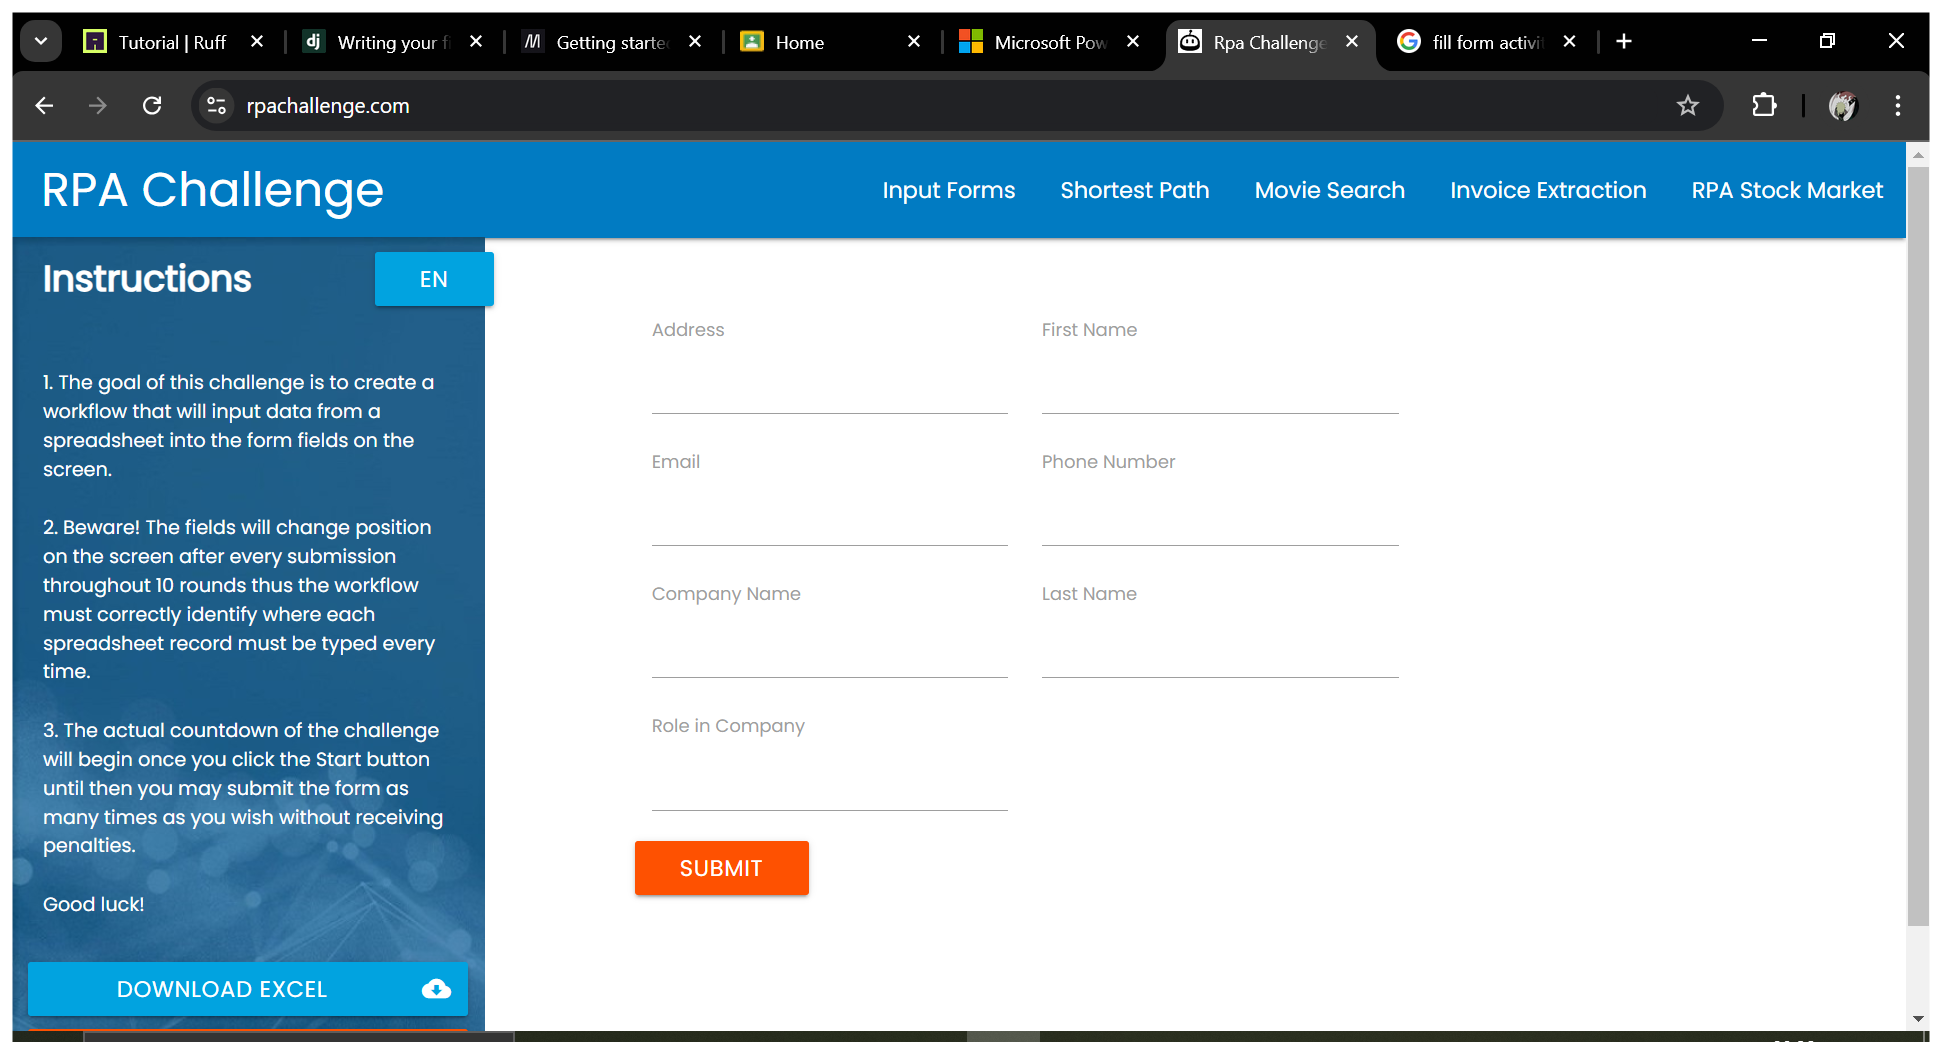 Tutorial | Ruff
dj
Writing your fi
Getting starte
Home
Microsoft Pow
Rpa Challenge
fill form activi
rpachallenge.com
RPA Challenge
Input Forms
Shortest Path
Movie Search
Invoice Extraction
RPA Stock Market
Instructions
EN
1. The goal of this challenge is to create a
workflow that will input data from a
spreadsheet into the form fields on the
screen.
2. Beware! The fields will change position
on the screen after every submission
throughout 10 rounds thus the workflow
must correctly identify where each
spreadsheet record must be typed every
time.
3. The actual countdown of the challenge
will begin once you click the Start button
until then you may submit the form as
many times as you wish without receiving
penalties.
Good luck!
DOWNLOAD EXCEL
Address
First Name
Email
Phone Number
Company Name
Last Name
Role in Company
SUBMIT